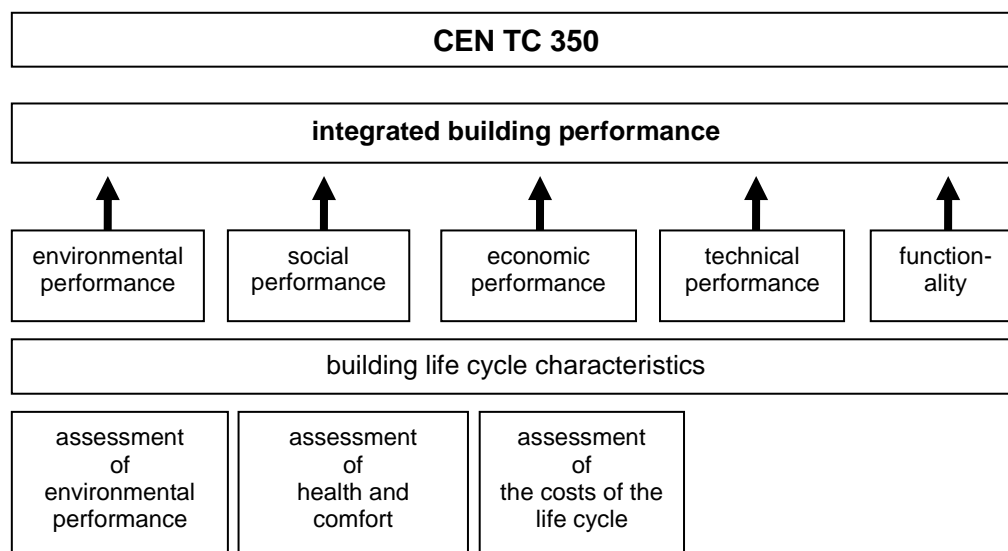 CEN TC 350
integrated building performance
environmental
performance
social
performance
economic
performance
technical
performance
function-
ality
building life cycle characteristics
assessment
of
environmental
performance
assessment
of
health and
comfort
assessment
of
the costs of the
life cycle